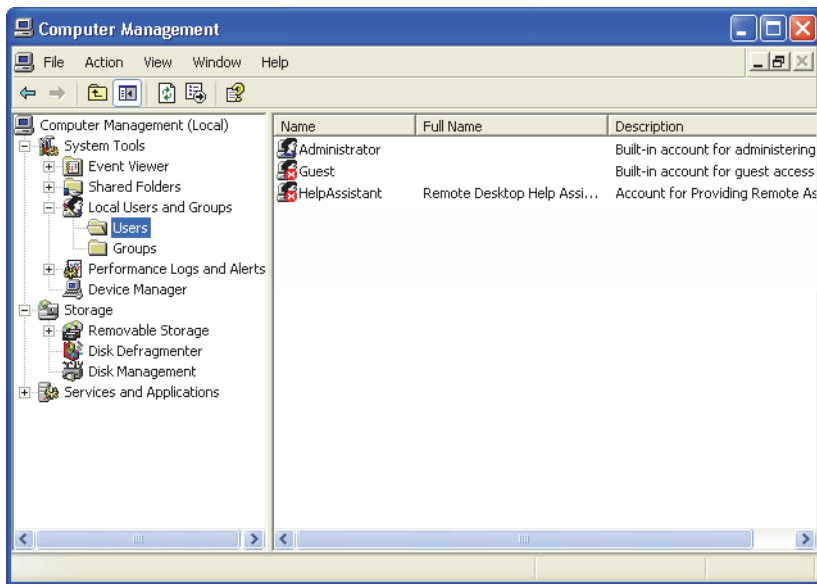 Computer Management
File Action View Window Help
Computer Management (Local)
System Tools
Event Viewer
Shared Folders
Local Users and Groups
Users
Groups
Performance Logs and Alerts
Device Manager
Storage
Removable Storage
Disk Defragmenter
Disk Management
Services and Applications
Name Full Name Description
Administrator Built-in account for administering
Guest Built-in account for guest access
HelpAssistant Remote Desktop Help Assi... Account for Providing Remote As